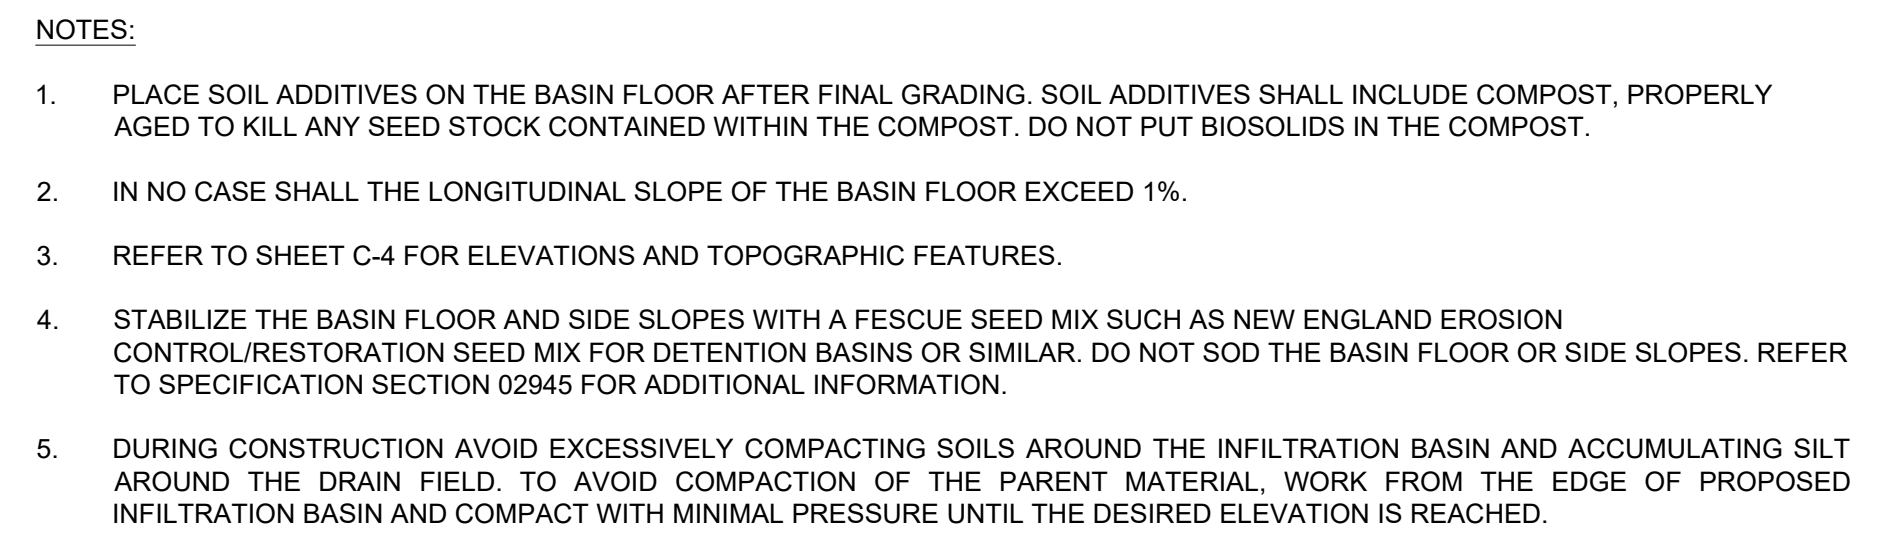 NOTES:
1. PLACE SOIL ADDITIVES ON THE BASIN FLOOR AFTER FINAL GRADING. SOIL ADDITIVES SHALL INCLUDE COMPOST, PROPERLY
AGED TO KILL ANY SEED STOCK CONTAINED WITHIN THE COMPOST. DO NOT PUT BIOSOLIDS IN THE COMPOST.
2. IN NO CASE SHALL THE LONGITUDINAL SLOPE OF THE BASIN FLOOR EXCEED 1%.
3. REFER TO SHEET C-4 FOR ELEVATIONS AND TOPOGRAPHIC FEATURES.
4. STABILIZE THE BASIN FLOOR AND SIDE SLOPES WITH A FESCUE SEED MIX SUCH AS NEW ENGLAND EROSION
CONTROL/RESTORATION SEED MIX FOR DETENTION BASINS OR SIMILAR. DO NOT SOD THE BASIN FLOOR OR SIDE SLOPES. REFER
TO SPECIFICATION SECTION 02945 FOR ADDITIONAL INFORMATION.
5. DURING CONSTRUCTION AVOID EXCESSIVELY COMPACTING SOILS AROUND THE INFILTRATION BASIN AND ACCUMULATING SILT
AROUND THE DRAIN FIELD. TO AVOID COMPACTION OF THE PARENT MATERIAL, WORK FROM THE EDGE OF PROPOSED
INFILTRATION BASIN AND COMPACT WITH MINIMAL PRESSURE UNTIL THE DESIRED ELEVATION IS REACHED.